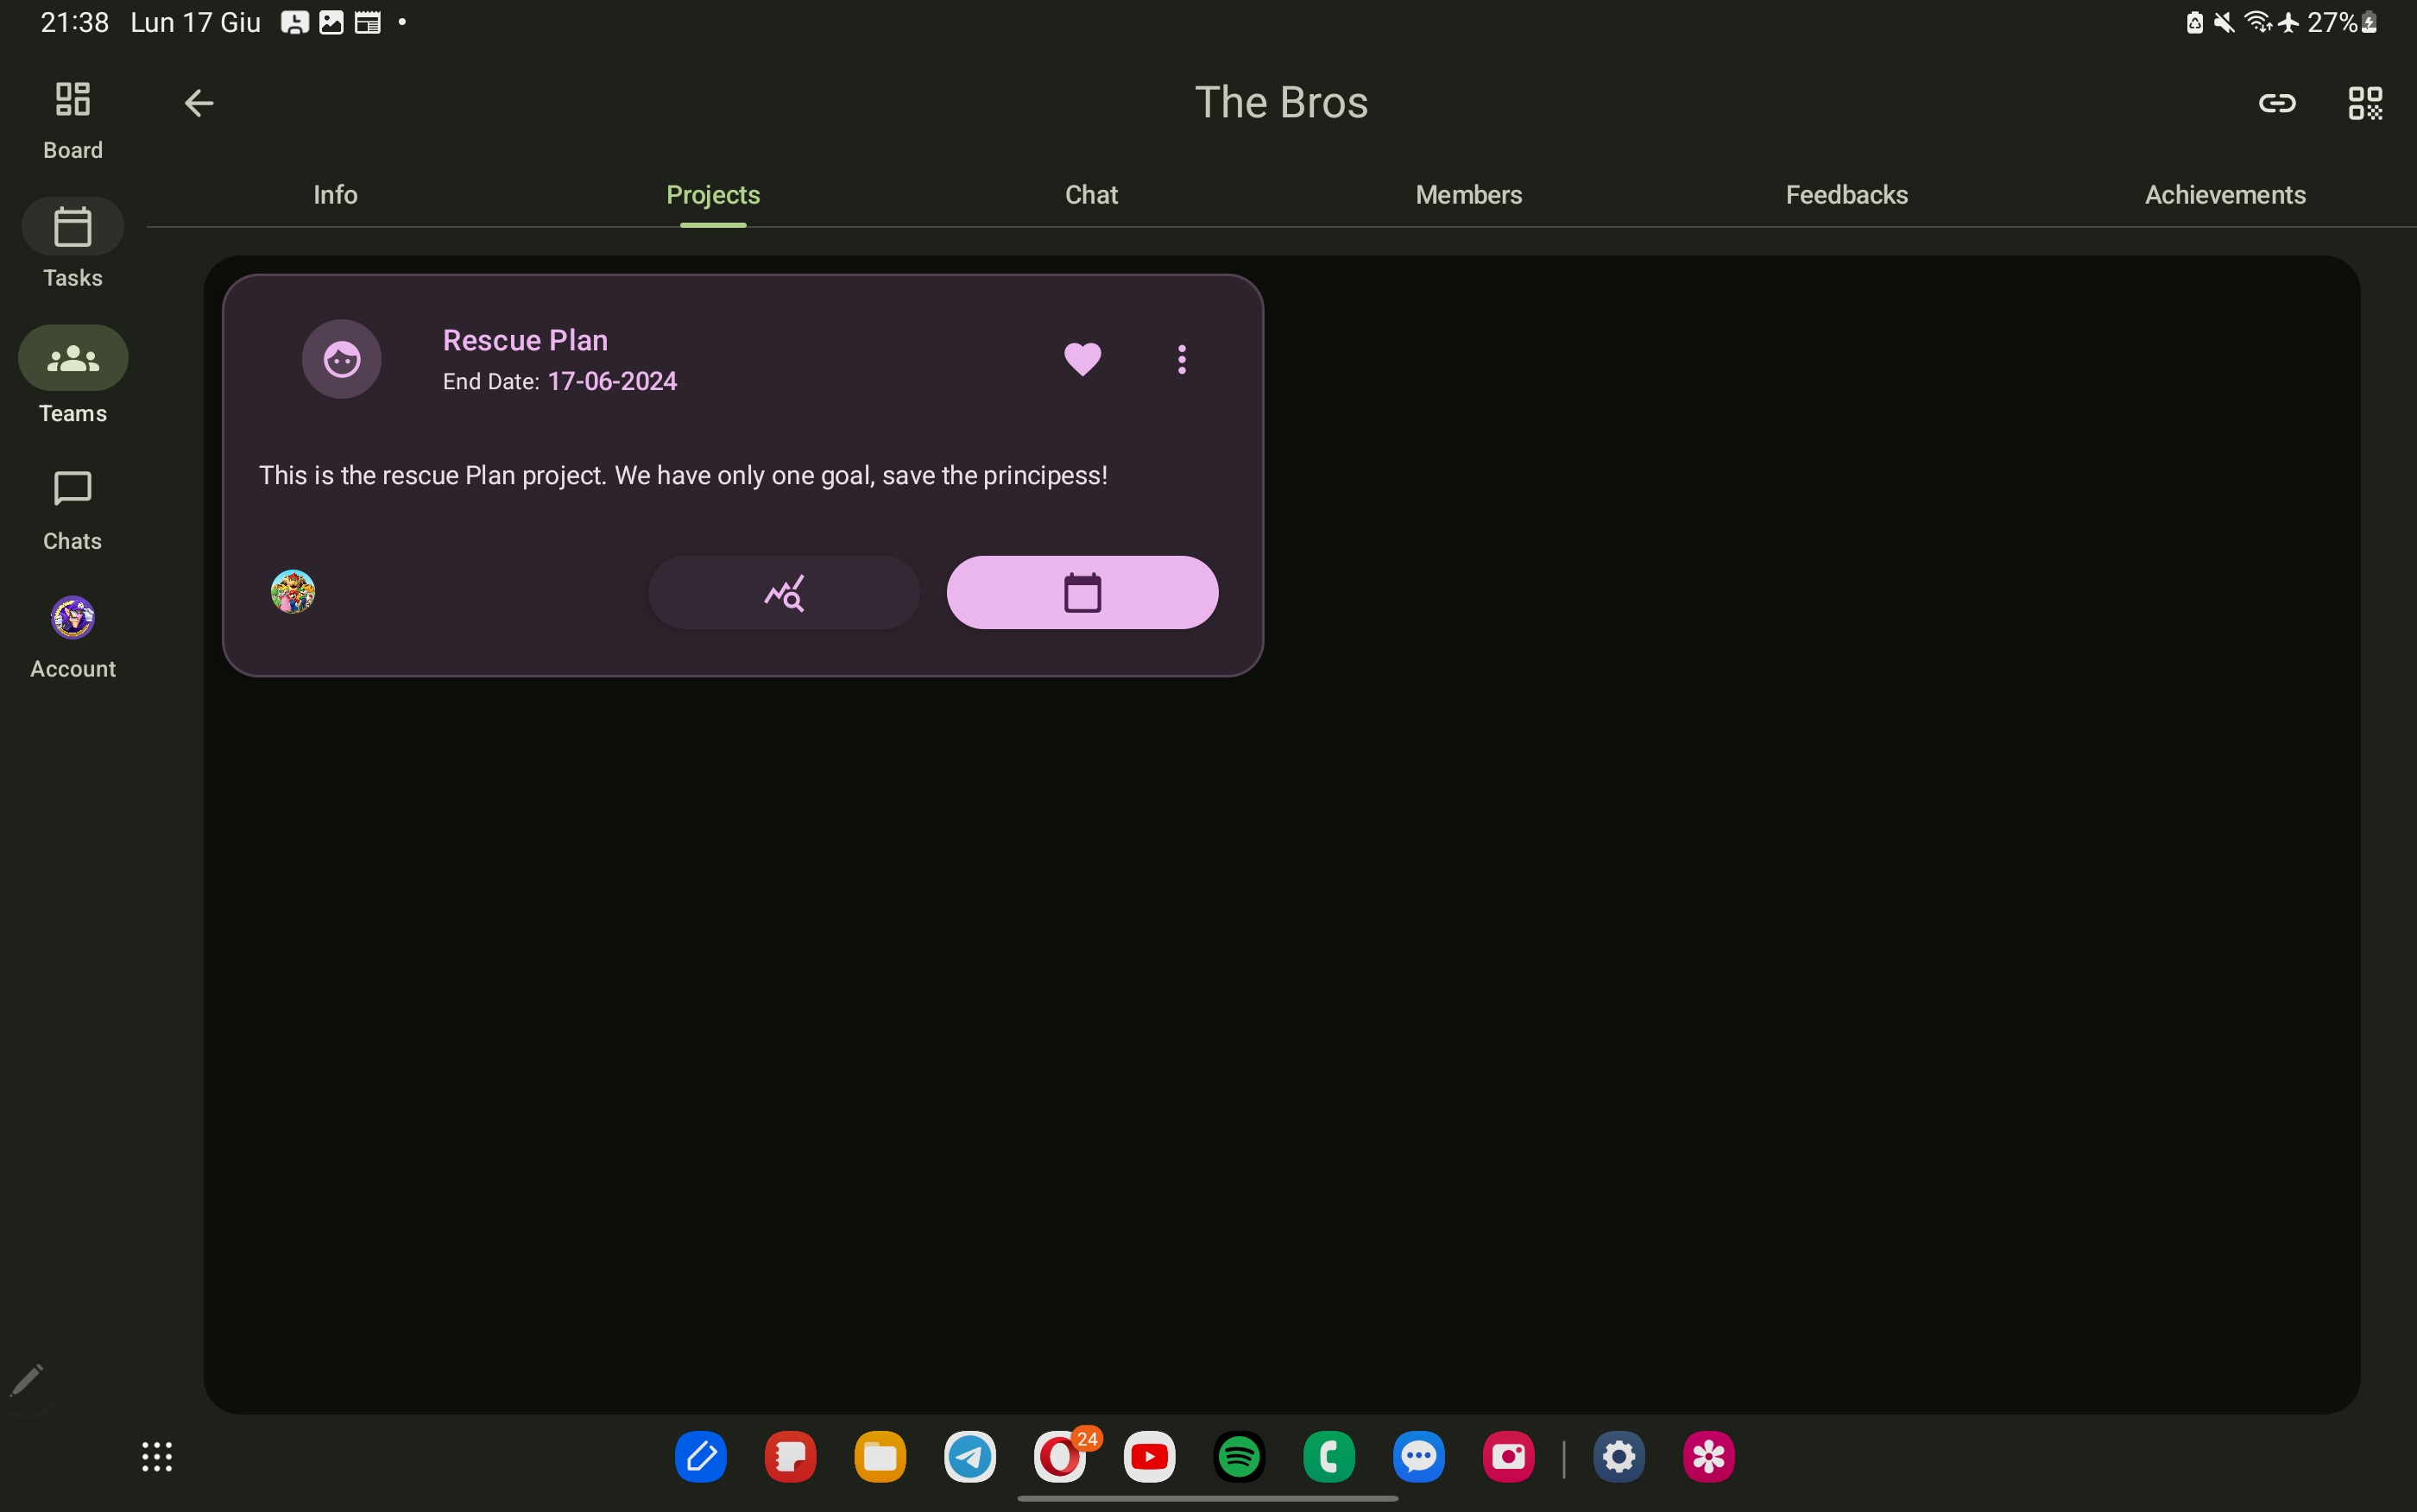 21:38 Lun 17 Giu
27%
The Bros
Board
Tasks
Teams
Chats
Account
Info Projects Chat Members Feedbacks Achievements
Rescue Plan
End Date: 17-06-2024
This is the rescue Plan project. We have only one goal, save the principess!
24